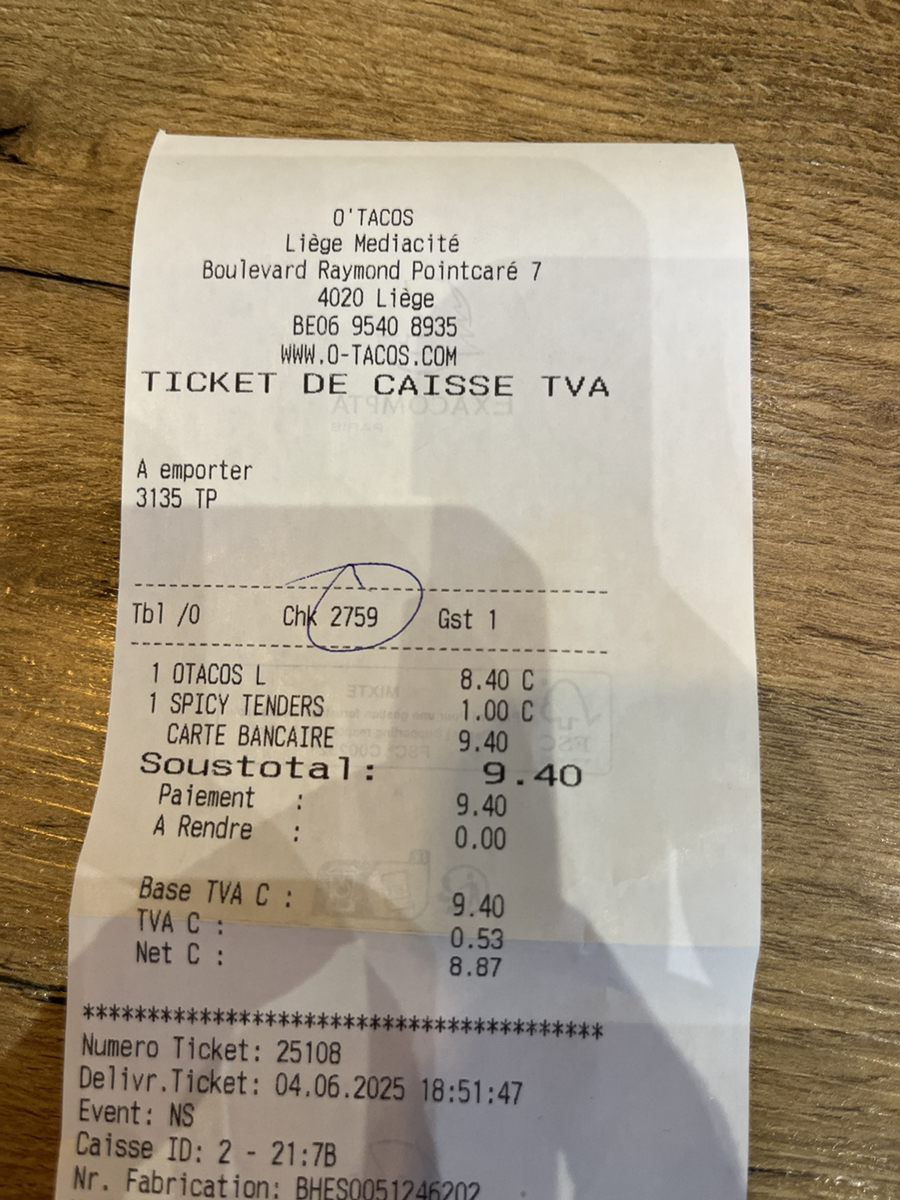 O'TACOS
Liège Mediacité
Boulevard Raymond Pointcaré 7
4020 Liège
BE06 9540 8935
WWW.O-TACOS.COM
TICKET DE CAISSE TVA
EXACOMPTA
PARIS
A emporter
3135 TP
Tbl /0 Chk 2759 Gst 1
1 OTACOS L 8.40 C
1 SPICY TENDERS 1.00 C
CARTE BANCAIRE 9.40
Soustotal: 9.40
Paiement : 9.40
A Rendre : 0.00
MIXTE
FSC
Base TVA C : 9.40
TVA C : 0.53
Net C : 8.87
****************************************
Numero Ticket: 25108
Delivr.Ticket: 04.06.2025 18:51:47
Event: NS
Caisse ID: 2 - 21:7B
Nr. Fabrication: BHES0051246202